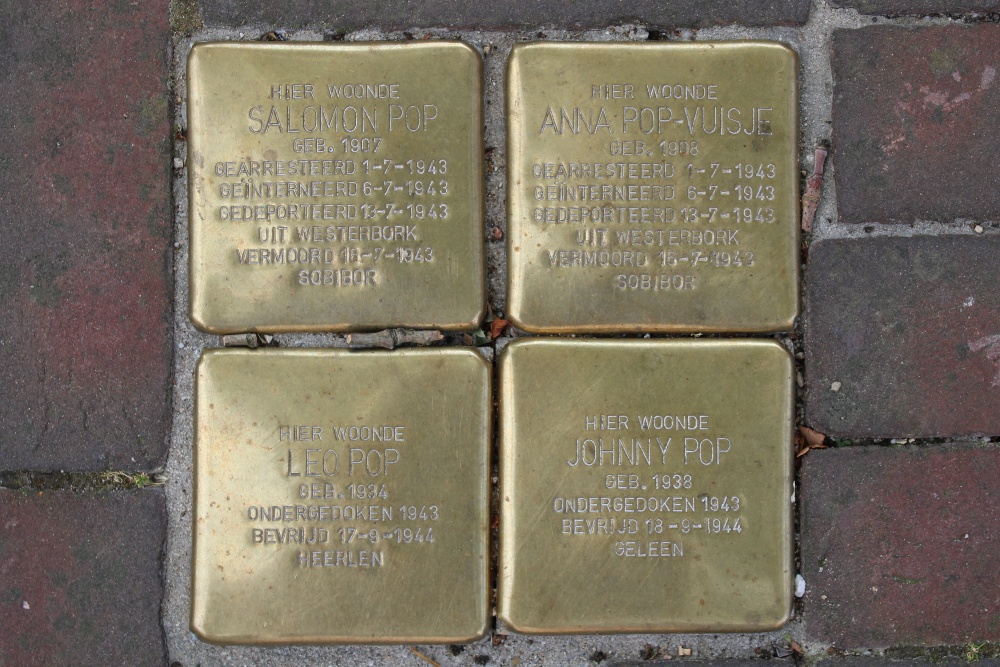 HIER WOONDE
SALOMON POP
GEB. 1907
GEARRESTEERD 1-7-1943
GEÏNTERNEERD 6-7-1943
GEDEPORTEERD 13-7-1943
UIT WESTERBORK
VERMOORD 16-7-1943
SOBIBOR
HIER WOONDE
ANNA POP-VUISJE
GEB. 1908
GEARRESTEERD 1-7-1943
GEÏNTERNEERD 6-7-1943
GEDEPORTEERD 13-7-1943
UIT WESTERBORK
VERMOORD 16-7-1943
SOBIBOR
HIER WOONDE
LEO POP
GEB. 1934
ONDERGEDOKEN 1943
BEVRIJD 17-9-1944
HEERLEN
HIER WOONDE
JOHNNY POP
GEB. 1938
ONDERGEDOKEN 1943
BEVRIJD 18-9-1944
GELEEN